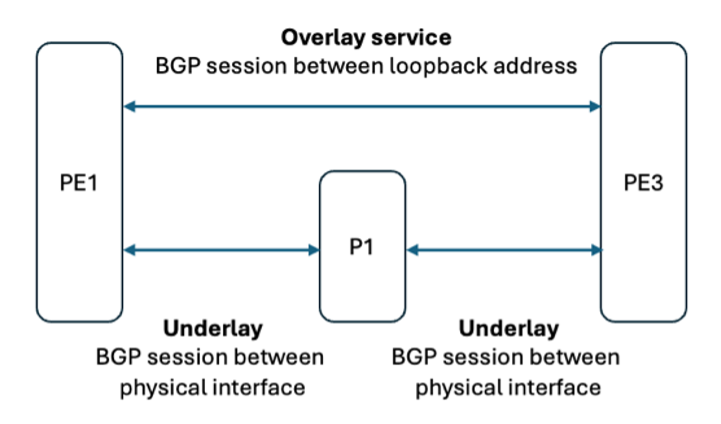 Overlay service
BGP session between loopback address
PE1
PE3
P1
Underlay
BGP session between
physical interface
Underlay
BGP session between
physical interface